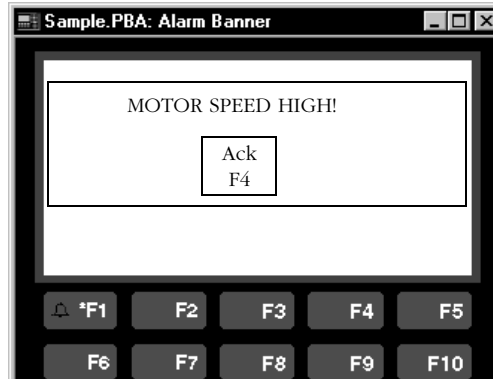 Sample.PBA: Alarm Banner
MOTOR SPEED HIGH!
Ack
F4
*F1 F2 F3 F4 F5
F6 F7 F8 F9 F10